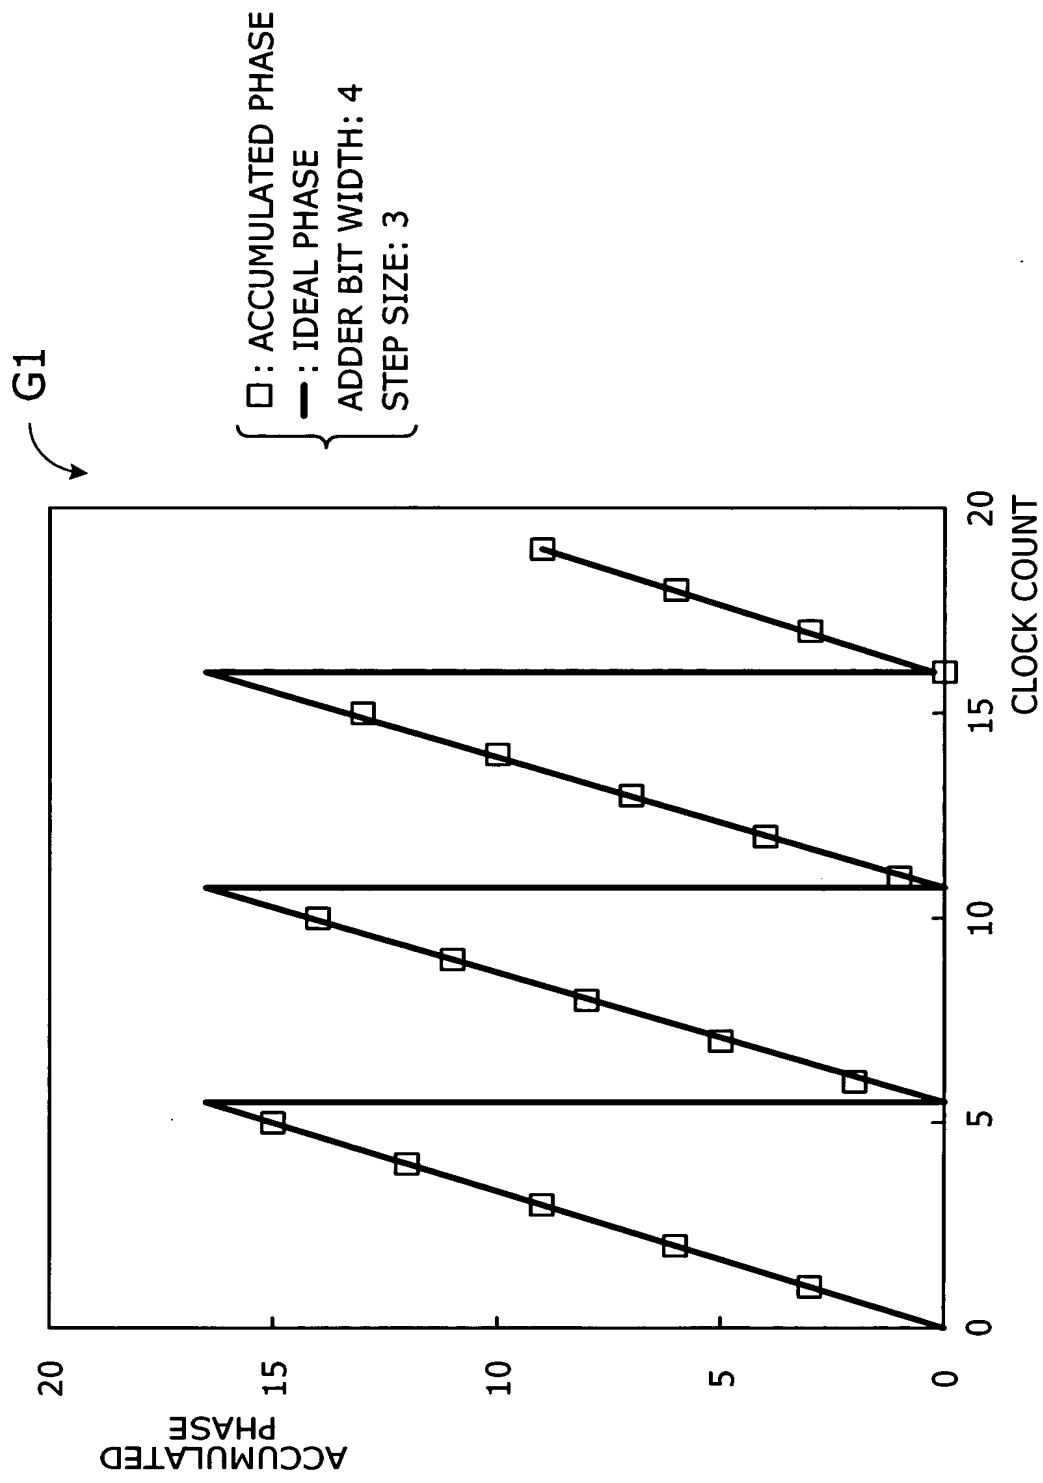 G1
□: ACCUMULATED PHASE
━: IDEAL PHASE
ADDER BIT WIDTH: 4
STEP SIZE: 3
ACCUMULATED
PHASE
20
15
10
5
0
0 5 10 15 20
CLOCK COUNT